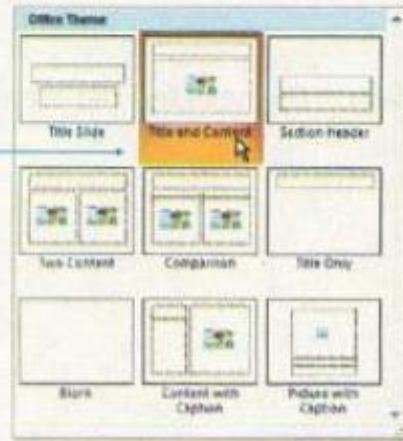 Office Theme
Title Slide
Title and Content
Section Header
Two Content
Comparison
Title Only
Blank
Content with
Caption
Picture with
Caption